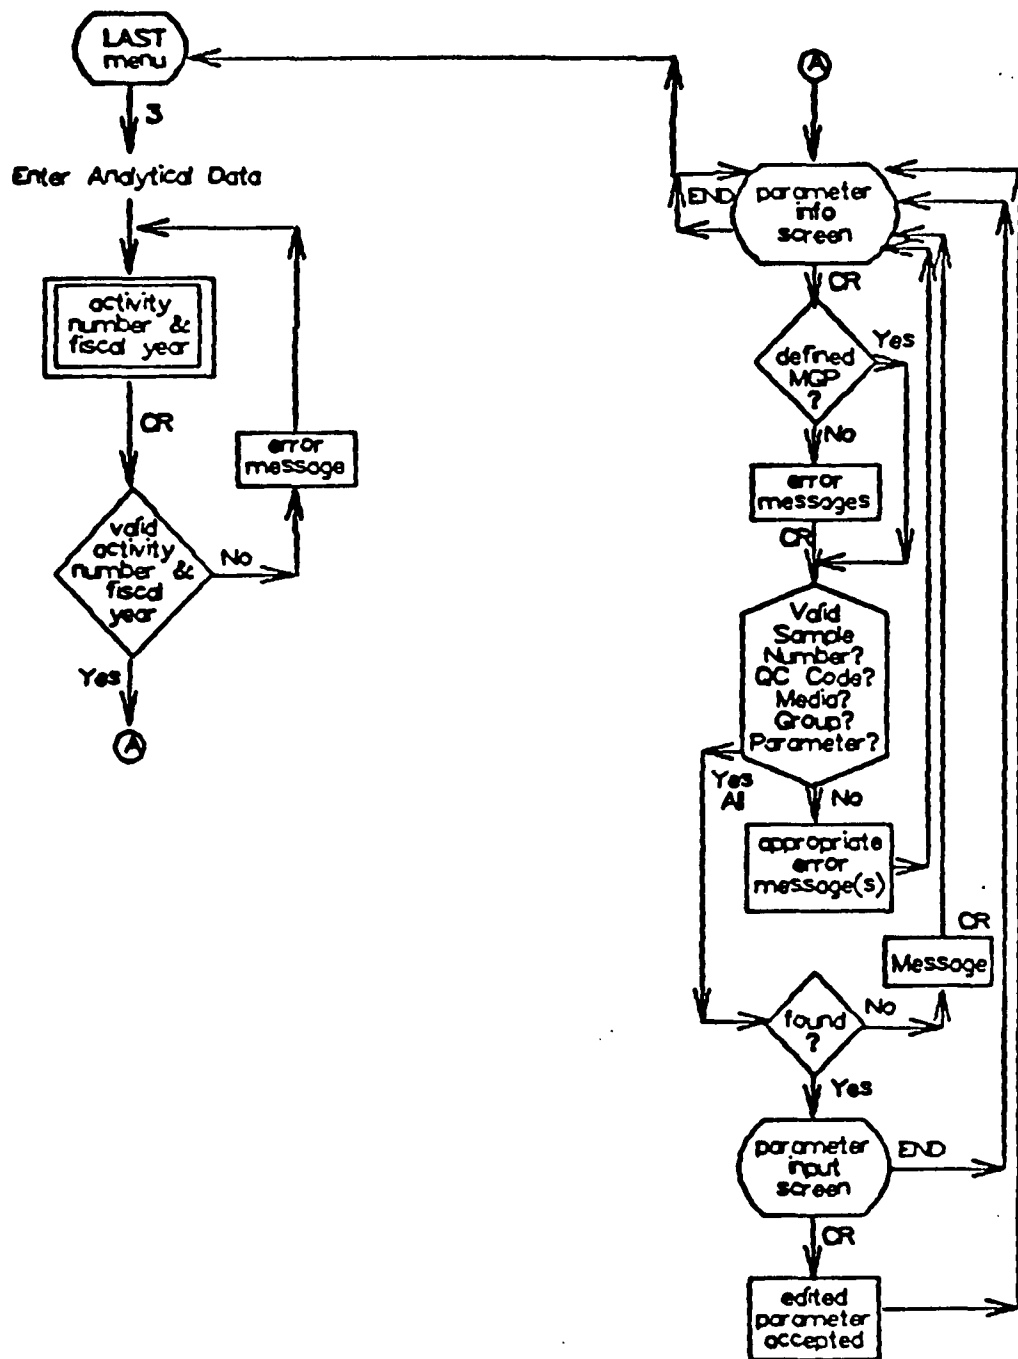 LAST
menu
3
Enter Analytical Data
activity
number &
fiscal year
CR
error
message
valid
activity
number &
fiscal
year
No
Yes
A
A
END
parameter
info
screen
CR
defined
MGP
?
Yes
No
error
messages
CR
Valid
Sample
Number?
QC Code?
Media?
Group?
Parameter?
Yes
All
No
appropriate
error
message(s)
CR
Message
found
?
No
Yes
parameter
input
screen
END
CR
edited
parameter
accepted